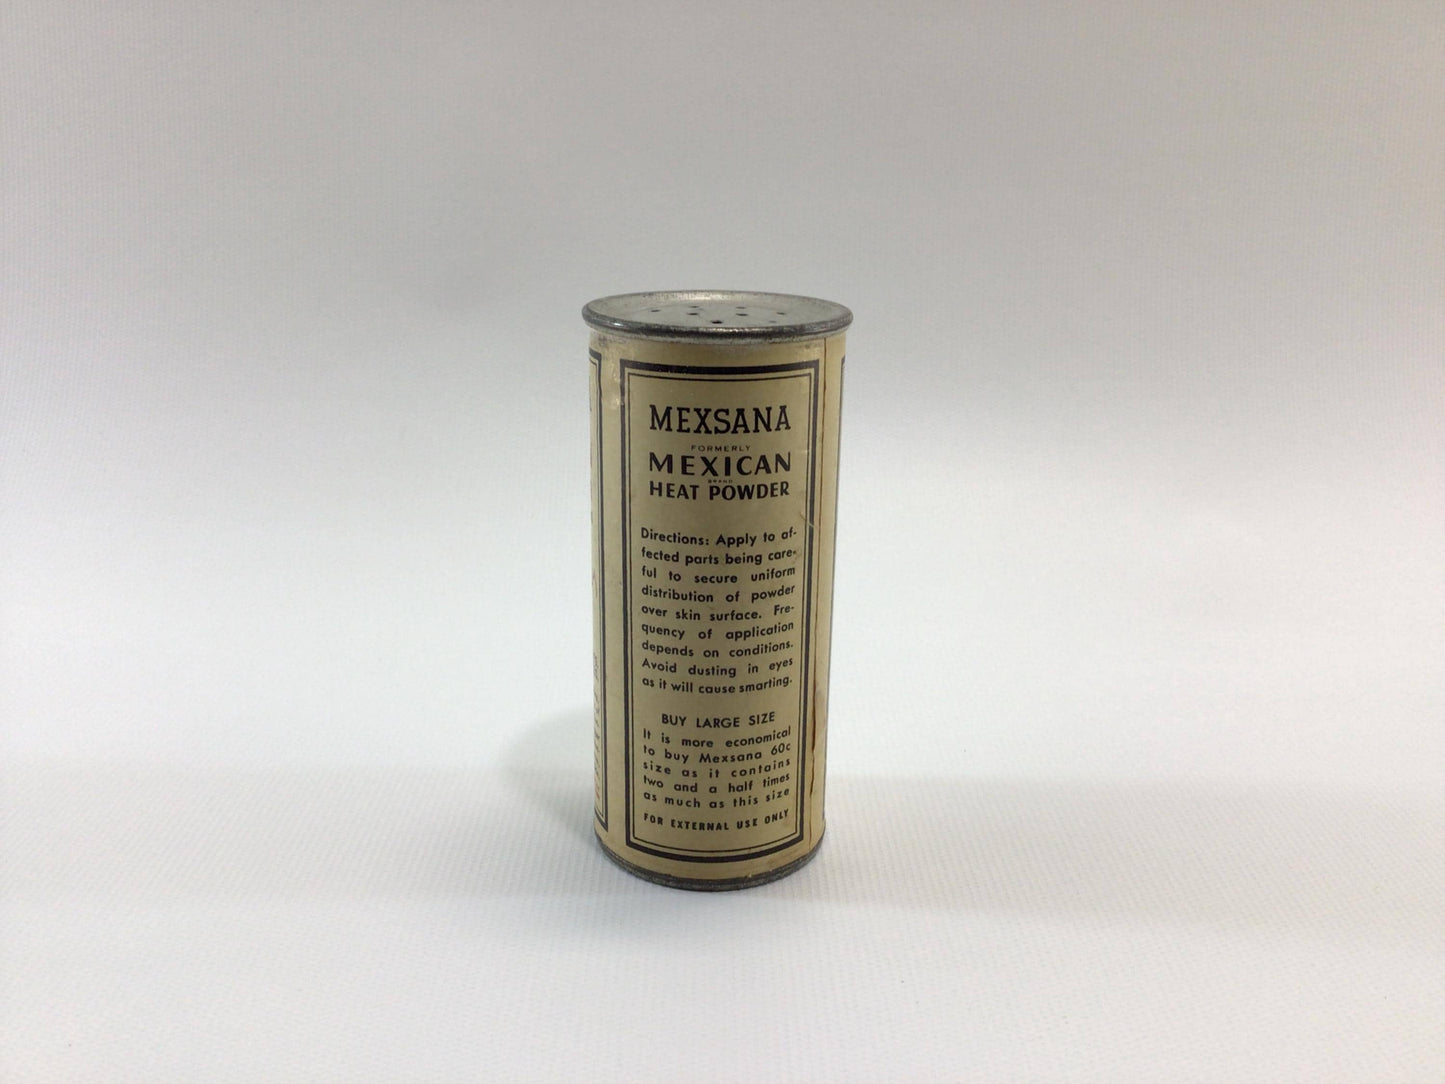 MEXSANA
FORMERLY
MEXICAN
BRAND
HEAT POWDER
Directions: Apply to af-
fected parts being care-
ful to secure uniform
distribution of powder
over skin surface. Fre-
quency of application
depends on conditions.
Avoid dusting in eyes
as it will cause smarting.
BUY LARGE SIZE
It is more economical
to buy Mexsana 60c
size as it contains
two and a half times
as much as this size
FOR EXTERNAL USE ONLY